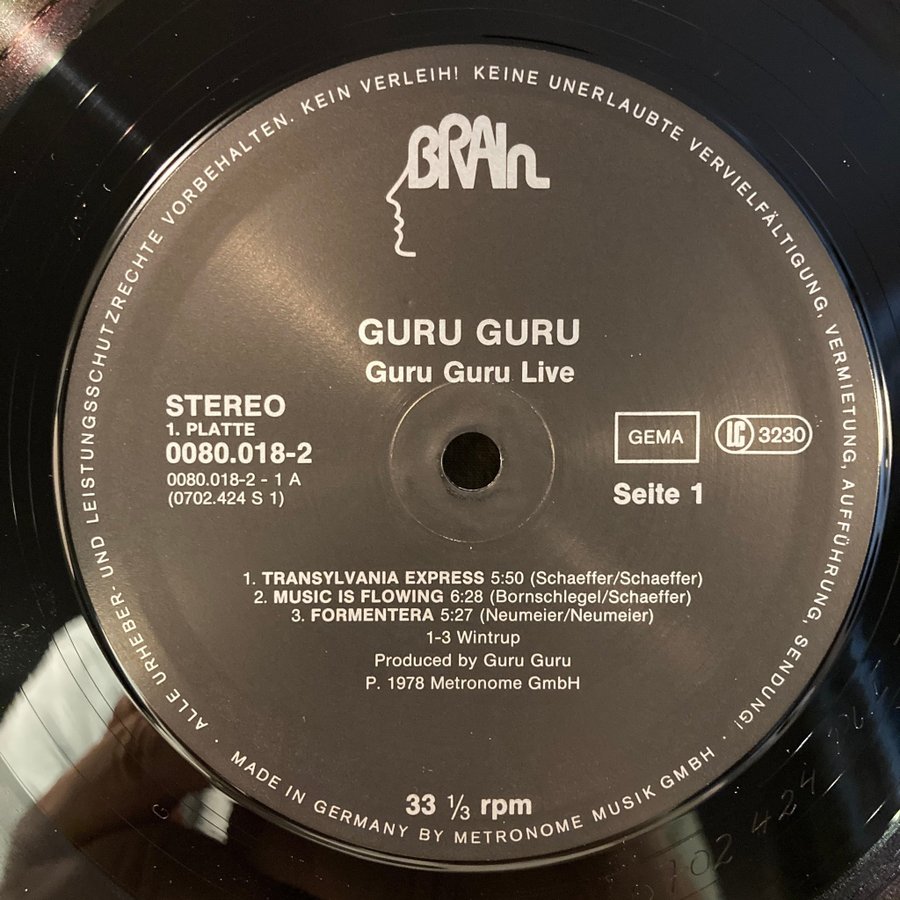 ALLE URHEBER- UND LEISTUNGSSCHUTZRECHTE VORBEHALTEN. KEIN VERLEIH! KEINE UNERLAUBTE VERVIELFÄLTIGUNG, VERMIETUNG, AUFFÜHRUNG, SENDUNG!
BRAIn
GURU GURU
Guru Guru Live
STEREO
1. PLATTE
0080.018-2
0080.018-2 - 1 A
(0702.424 S 1)
GEMA
LC 3230
Seite 1
1. TRANSYLVANIA EXPRESS 5:50 (Schaeffer/Schaeffer)
2. MUSIC IS FLOWING 6:28 (Bornschlegel/Schaeffer)
3. FORMENTERA 5:27 (Neumeier/Neumeier)
1-3 Wintrup
Produced by Guru Guru
P. 1978 Metronome GmbH
33 1/3 rpm
· MADE IN GERMANY BY METRONOME MUSIK GMBH ·
0702 424